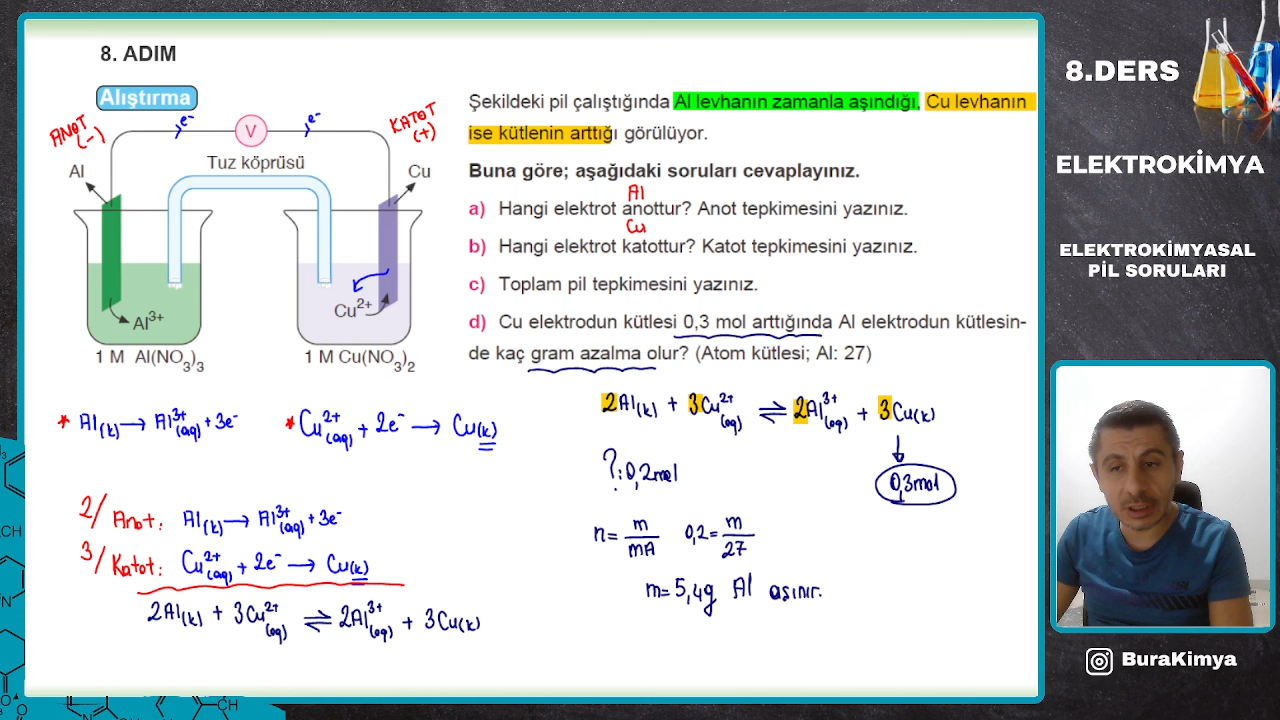 8. ADIM
Alıştırma
ANOT
(-)
e-
V
e-
KATOT
(+)
Tuz köprüsü
Al
Cu
Cu2+
Al3+
1 M Al(NO3)3
1 M Cu(NO3)2
Şekildeki pil çalıştığında Al levhanın zamanla aşındığı, Cu levhanın
ise kütlenin arttığı görülüyor.
Buna göre; aşağıdaki soruları cevaplayınız.
Al
a) Hangi elektrot anottur? Anot tepkimesini yazınız.
Cu
b) Hangi elektrot katottur? Katot tepkimesini yazınız.
c) Toplam pil tepkimesini yazınız.
d) Cu elektrodun kütlesi 0,3 mol arttığında Al elektrodun kütlesin-
de kaç gram azalma olur? (Atom kütlesi; Al: 27)
* Al(k) → Al3+(aq) + 3e-
* Cu2+(aq) + 2e- → Cu(k)
2/ Anot: Al(k) → Al3+(aq) + 3e-
3/ Katot: Cu2+(aq) + 2e- → Cu(k)
2Al(k) + 3Cu2+(aq) ⇌ 2Al3+(aq) + 3Cu(k)
2Al(k) + 3Cu2+(aq) ⇌ 2Al3+(aq) + 3Cu(k)
?: 0,2mol
0,3mol
n = m/mA 0,2 = m/27
m = 5,4g Al aşınır.
8.DERS
ELEKTROKİMYA
ELEKTROKİMYASAL
PİL SORULARI
BuraKimya